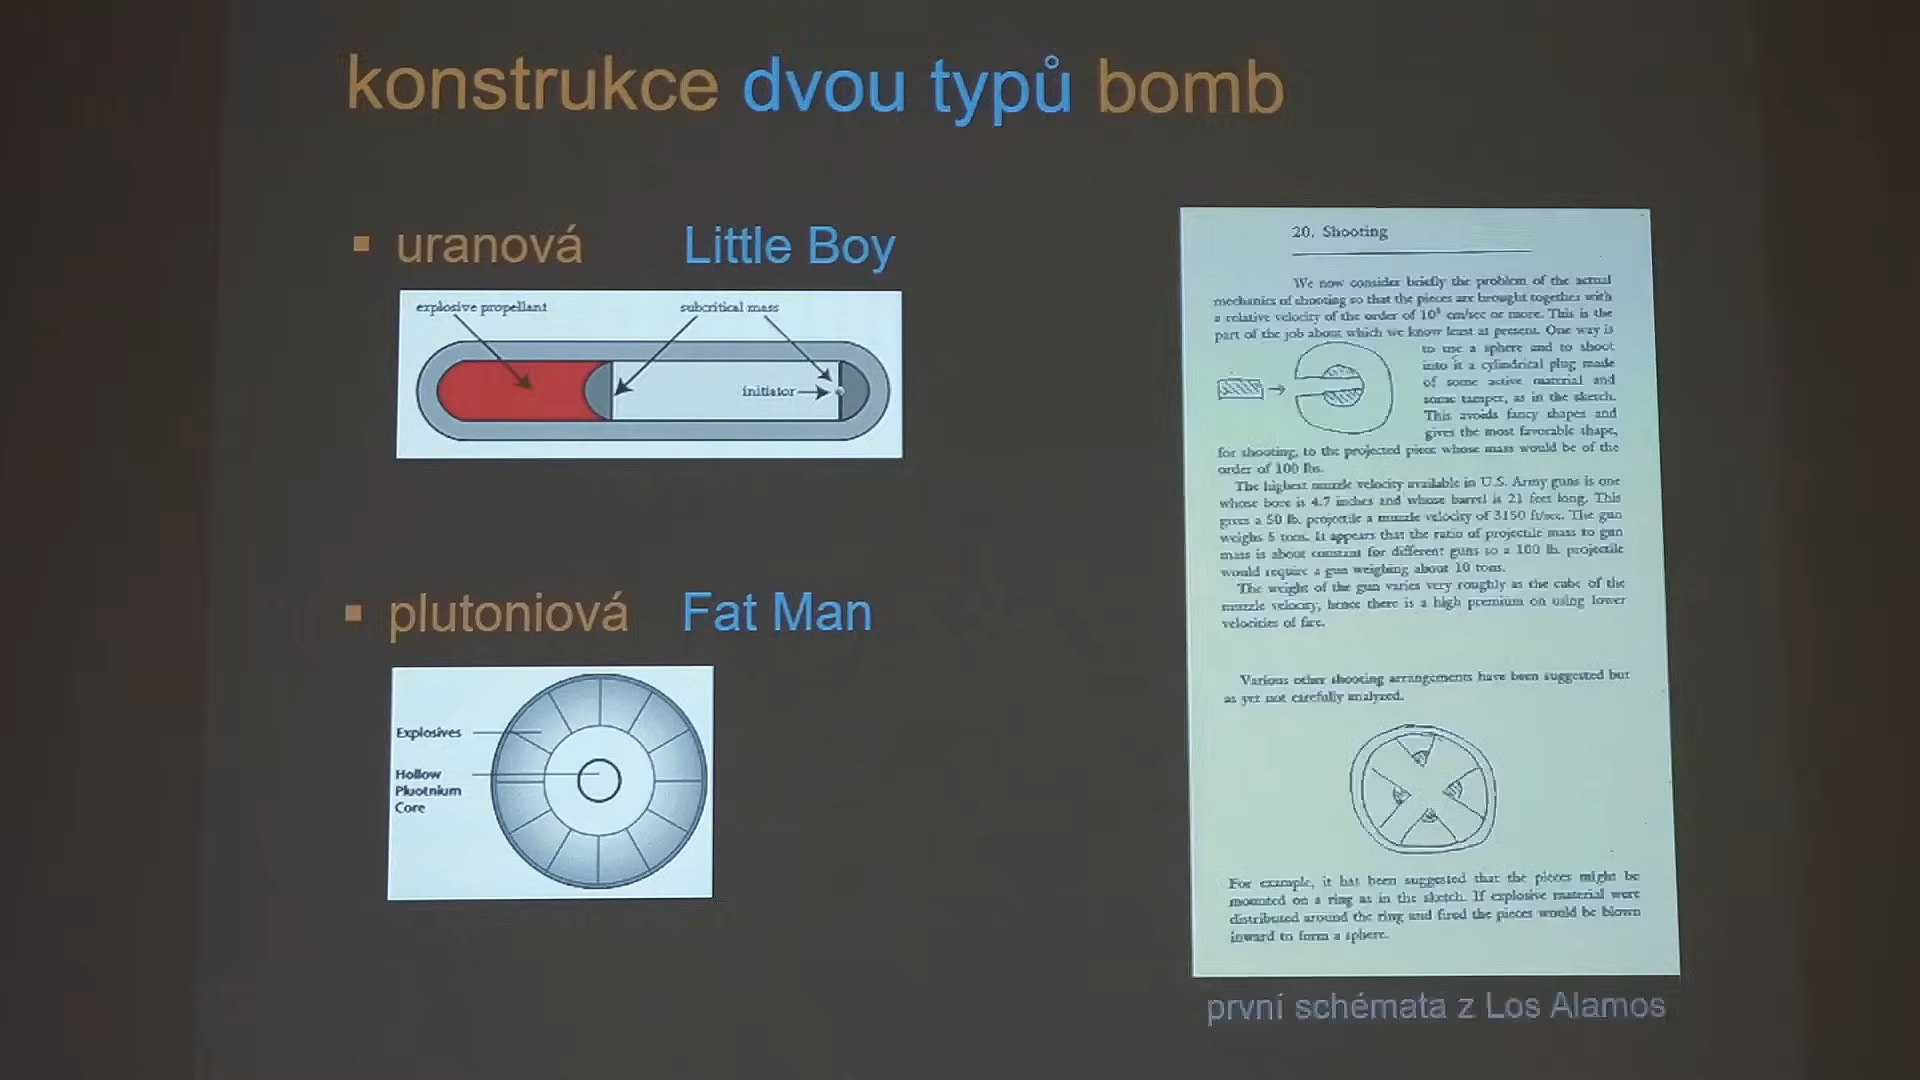 konstrukce dvou typů bomb
▪ uranová Little Boy
explosive propellant
subcritical mass
initiator
▪ plutoniová Fat Man
Explosives
Hollow
Pluotnium
Core
20. Shooting
We now consider briefly the problem of the actual
mechanics of shooting so that the pieces are brought together with
a relative velocity of the order of 10⁵ cm/sec or more. This is the
part of the job about which we know least at present. One way is
to use a sphere and to shoot
into it a cylindrical plug made
of some active material and
some tamper, as in the sketch.
This avoids fancy shapes and
gives the most favorable shape,
for shooting, to the projected piece whose mass would be of the
order of 100 lbs.
The highest muzzle velocity available in U.S. Army guns is one
whose bore is 4.7 inches and whose barrel is 21 feet long. This
gives a 50 lb. projectile a muzzle velocity of 3150 ft/sec. The gun
weighs 5 tons. It appears that the ratio of projectile mass to gun
mass is about constant for different guns so a 100 lb. projectile
would require a gun weighing about 10 tons.
The weight of the gun varies very roughly as the cube of the
muzzle velocity, hence there is a high premium on using lower
velocities of fire.
Various other shooting arrangements have been suggested but
as yet not carefully analyzed.
For example, it has been suggested that the pieces might be
mounted on a ring as in the sketch. If explosive material were
distributed around the ring and fired the pieces would be blown
inward to form a sphere.
první schémata z Los Alamos